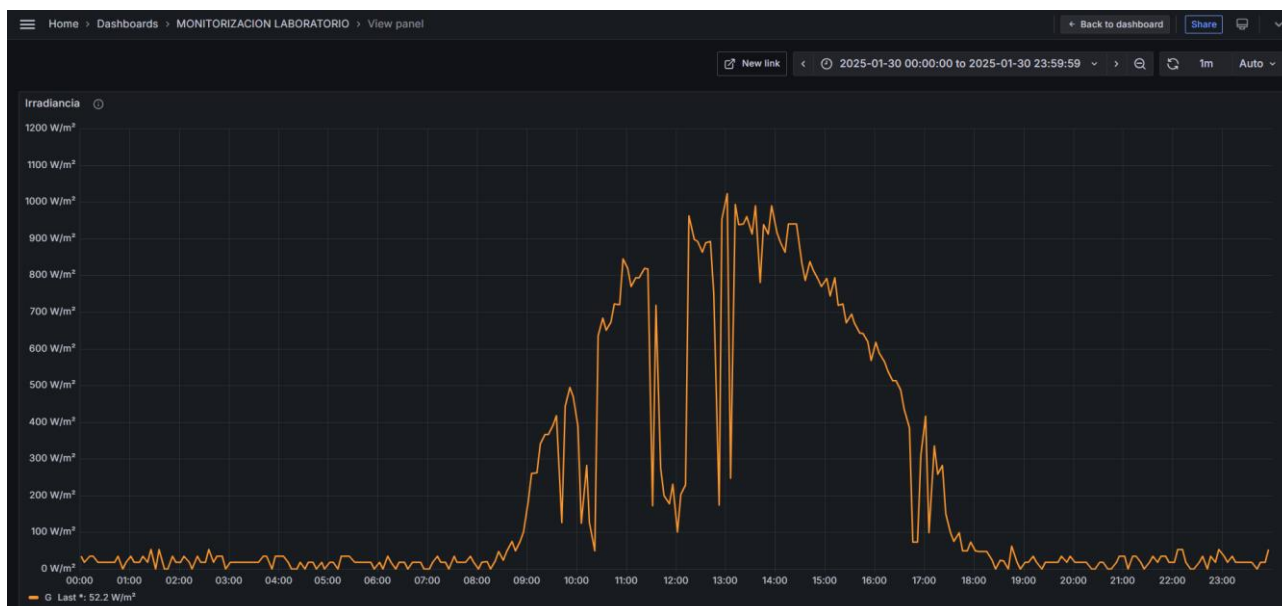 Home > Dashboards > MONITORIZACION LABORATORIO > View panel
Back to dashboard
Share
New link
2025-01-30 00:00:00 to 2025-01-30 23:59:59
1m
Auto
Irradiancia
1200 W/m²
1100 W/m²
1000 W/m²
900 W/m²
800 W/m²
700 W/m²
600 W/m²
500 W/m²
400 W/m²
300 W/m²
200 W/m²
100 W/m²
0 W/m²
00:00 01:00 02:00 03:00 04:00 05:00 06:00 07:00 08:00 09:00 10:00 11:00 12:00 13:00 14:00 15:00 16:00 17:00 18:00 19:00 20:00 21:00 22:00 23:00
G Last *: 52.2 W/m²